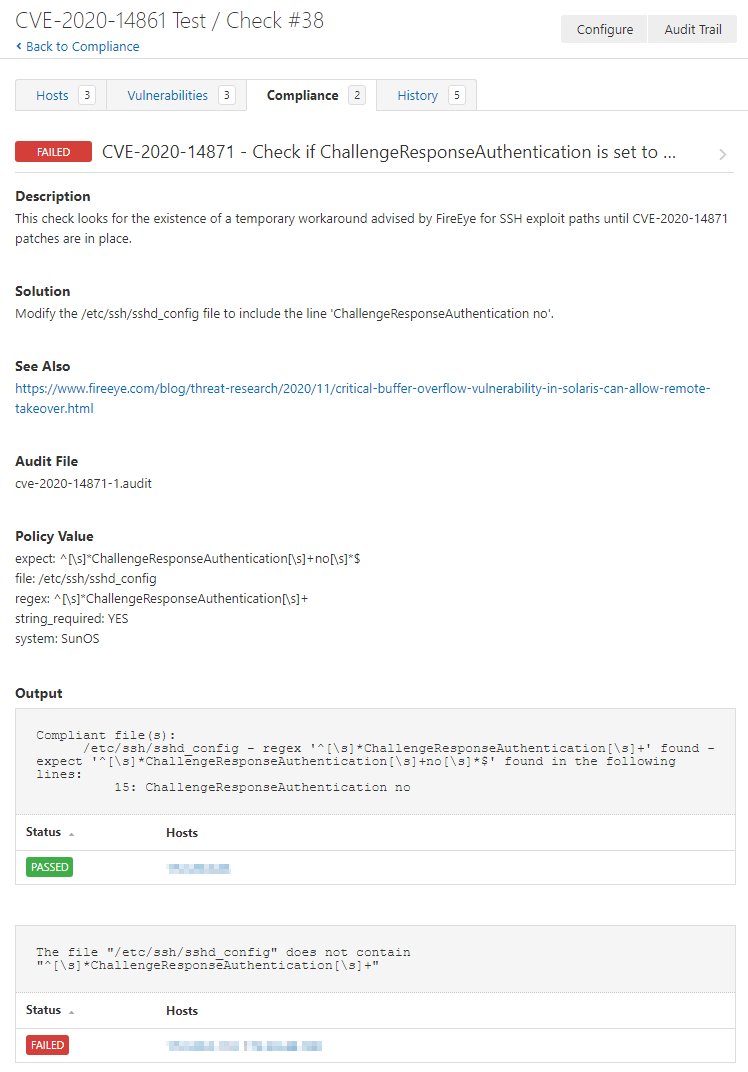 CVE-2020-14861 Test / Check #38
Configure
Audit Trail
‹ Back to Compliance
Hosts 3
Vulnerabilities 3
Compliance 2
History 5
FAILED
CVE-2020-14871 - Check if ChallengeResponseAuthentication is set to ...
Description
This check looks for the existence of a temporary workaround advised by FireEye for SSH exploit paths until CVE-2020-14871
patches are in place.
Solution
Modify the /etc/ssh/sshd_config file to include the line 'ChallengeResponseAuthentication no'.
See Also
https://www.fireeye.com/blog/threat-research/2020/11/critical-buffer-overflow-vulnerability-in-solaris-can-allow-remote-
takeover.html
Audit File
cve-2020-14871-1.audit
Policy Value
expect: ^[\s]*ChallengeResponseAuthentication[\s]+no[\s]*$
file: /etc/ssh/sshd_config
regex: ^[\s]*ChallengeResponseAuthentication[\s]+
string_required: YES
system: SunOS
Output
Compliant file(s):
/etc/ssh/sshd_config - regex '^[\s]*ChallengeResponseAuthentication[\s]+' found -
expect '^[\s]*ChallengeResponseAuthentication[\s]+no[\s]*$' found in the following
lines:
15: ChallengeResponseAuthentication no
Status
Hosts
PASSED
The file "/etc/ssh/sshd_config" does not contain
"^[\s]*ChallengeResponseAuthentication[\s]+"
Status
Hosts
FAILED